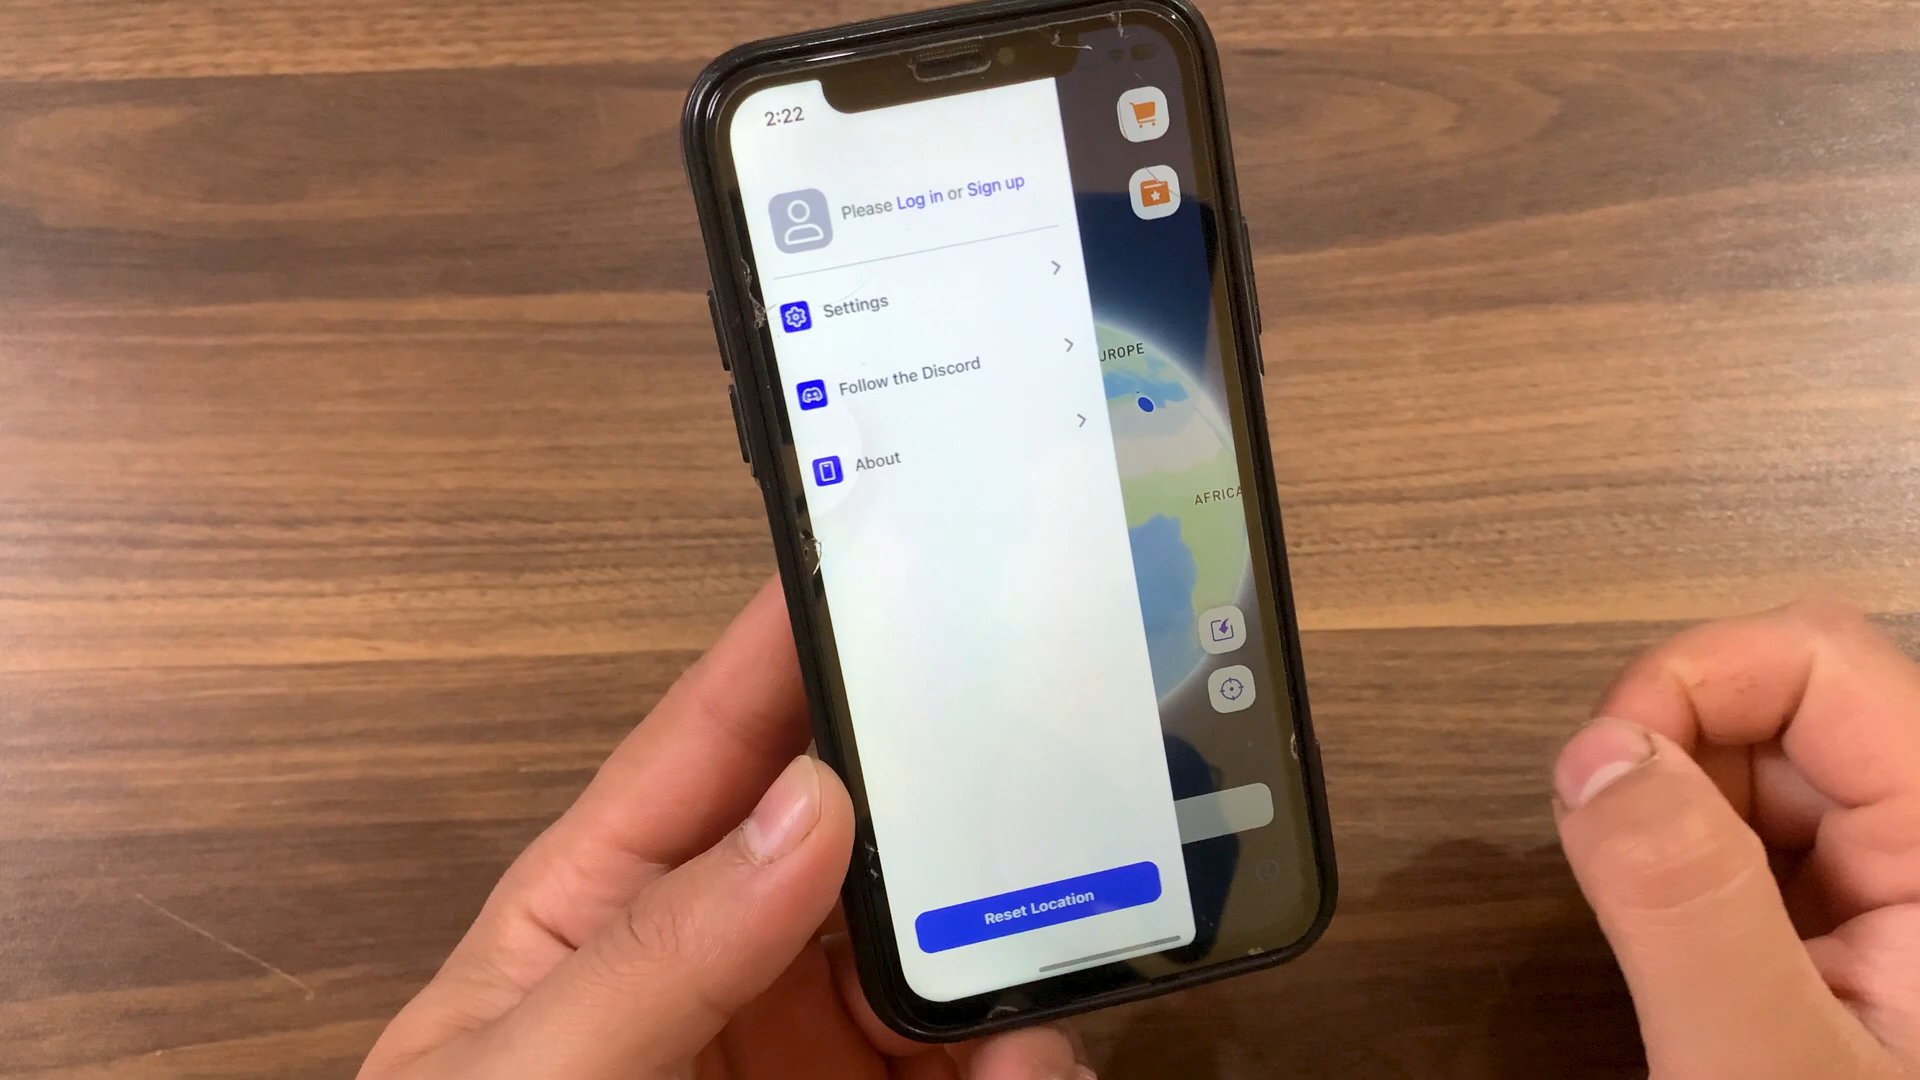 2:22
Please Log in or Sign up
Settings
Follow the Discord
About
UROPE
AFRICA
Reset Location